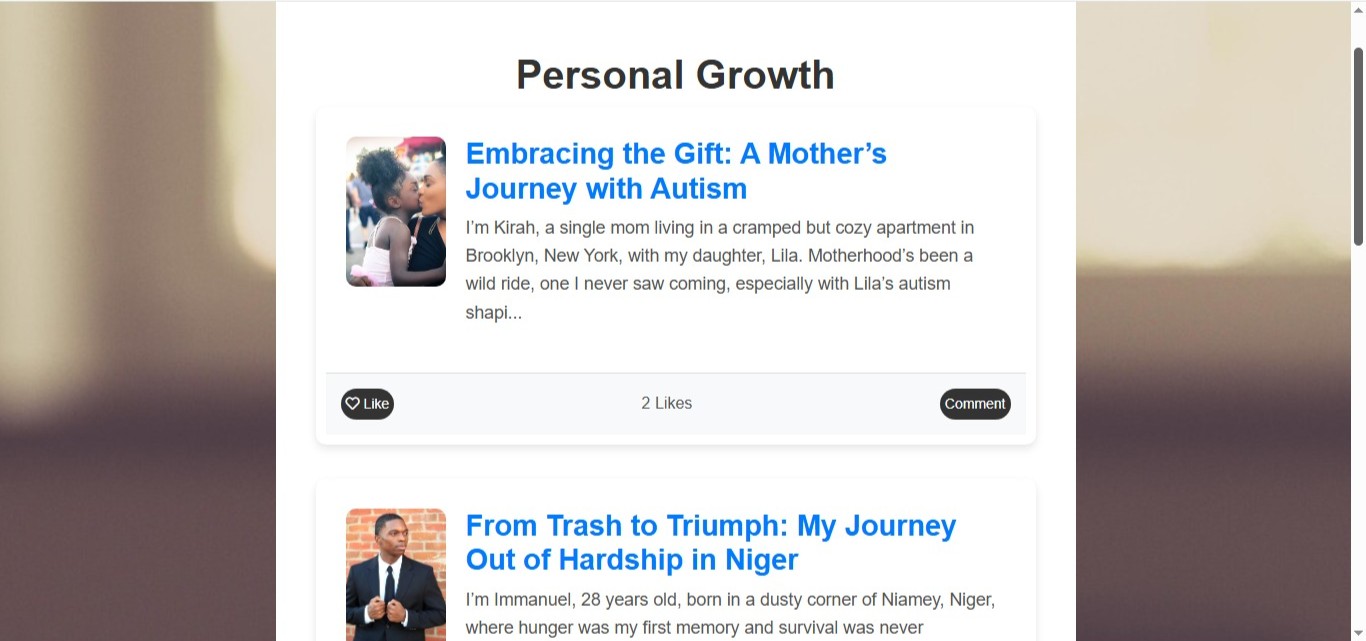 Personal Growth
Embracing the Gift: A Mother’s
Journey with Autism
I’m Kirah, a single mom living in a cramped but cozy apartment in
Brooklyn, New York, with my daughter, Lila. Motherhood’s been a
wild ride, one I never saw coming, especially with Lila’s autism
shapi...
Like
2 Likes
Comment
From Trash to Triumph: My Journey
Out of Hardship in Niger
I’m Immanuel, 28 years old, born in a dusty corner of Niamey, Niger,
where hunger was my first memory and survival was never